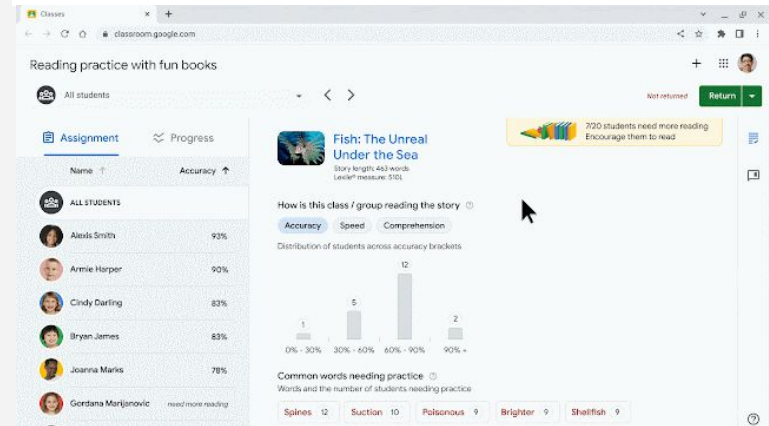 Classes
classroom.google.com
Reading practice with fun books
All students
Not returned
Return
Assignment
Progress
Name
Accuracy
ALL STUDENTS
Alexis Smith
93%
Armie Harper
90%
Cindy Darling
83%
Bryan James
83%
Joanna Marks
78%
Gordana Marijanovic
need more reading
7/20 students need more reading
Encourage them to read
Fish: The Unreal
Under the Sea
Story length: 463 words
Lexile® measure: 510L
How is this class / group reading the story
Accuracy
Speed
Comprehension
Distribution of students across accuracy brackets
12
5
2
1
0% - 30%
30% - 60%
60% - 90%
90% +
Common words needing practice
Words and the number of students needing practice
Spines 12
Suction 10
Poisonous 9
Brighter 9
Shellfish 9